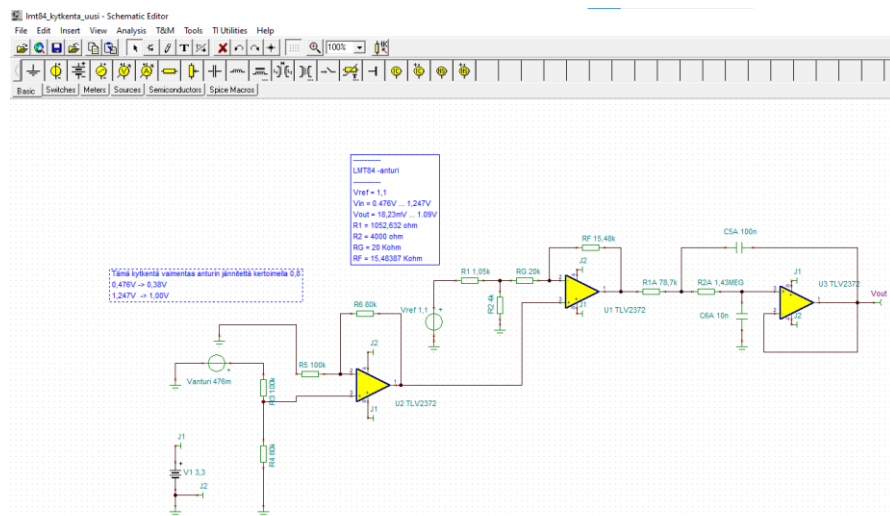 lmt84_kytkenta_uusi - Schematic Editor
File Edit Insert View Analysis T&M Tools TI Utilities Help
100%
Basic Switches Meters Sources Semiconductors Spice Macros
----------
LMT84 -anturi
----------
Vref = 1,1
Vin = 0.476V ... 1,247V
Vout = 18,23mV ... 1.09V
R1 = 1052,632 ohm
R2 = 4000 ohm
RG = 20 Kohm
RF = 15,48387 Kohm
Tämä kytkentä vaimentaa anturin jännitettä kertoimella 0,8
0,476V -> 0,38V
1,247V -> 1,00V
C5A 100n
RF 15,48k
J2
R1 1,05k
RG 20k
R1A 78,7k
R2A 1,43MEG
J1
Vout
U3 TLV2372
R2 4k
J1
U1 TLV2372
C6A 10n
J2
R6 80k
Vref 1,1
J2
R5 100k
Vanturi 476m
R3 100k
U2 TLV2372
J1
R4 80k
J1
V1 3,3
J2